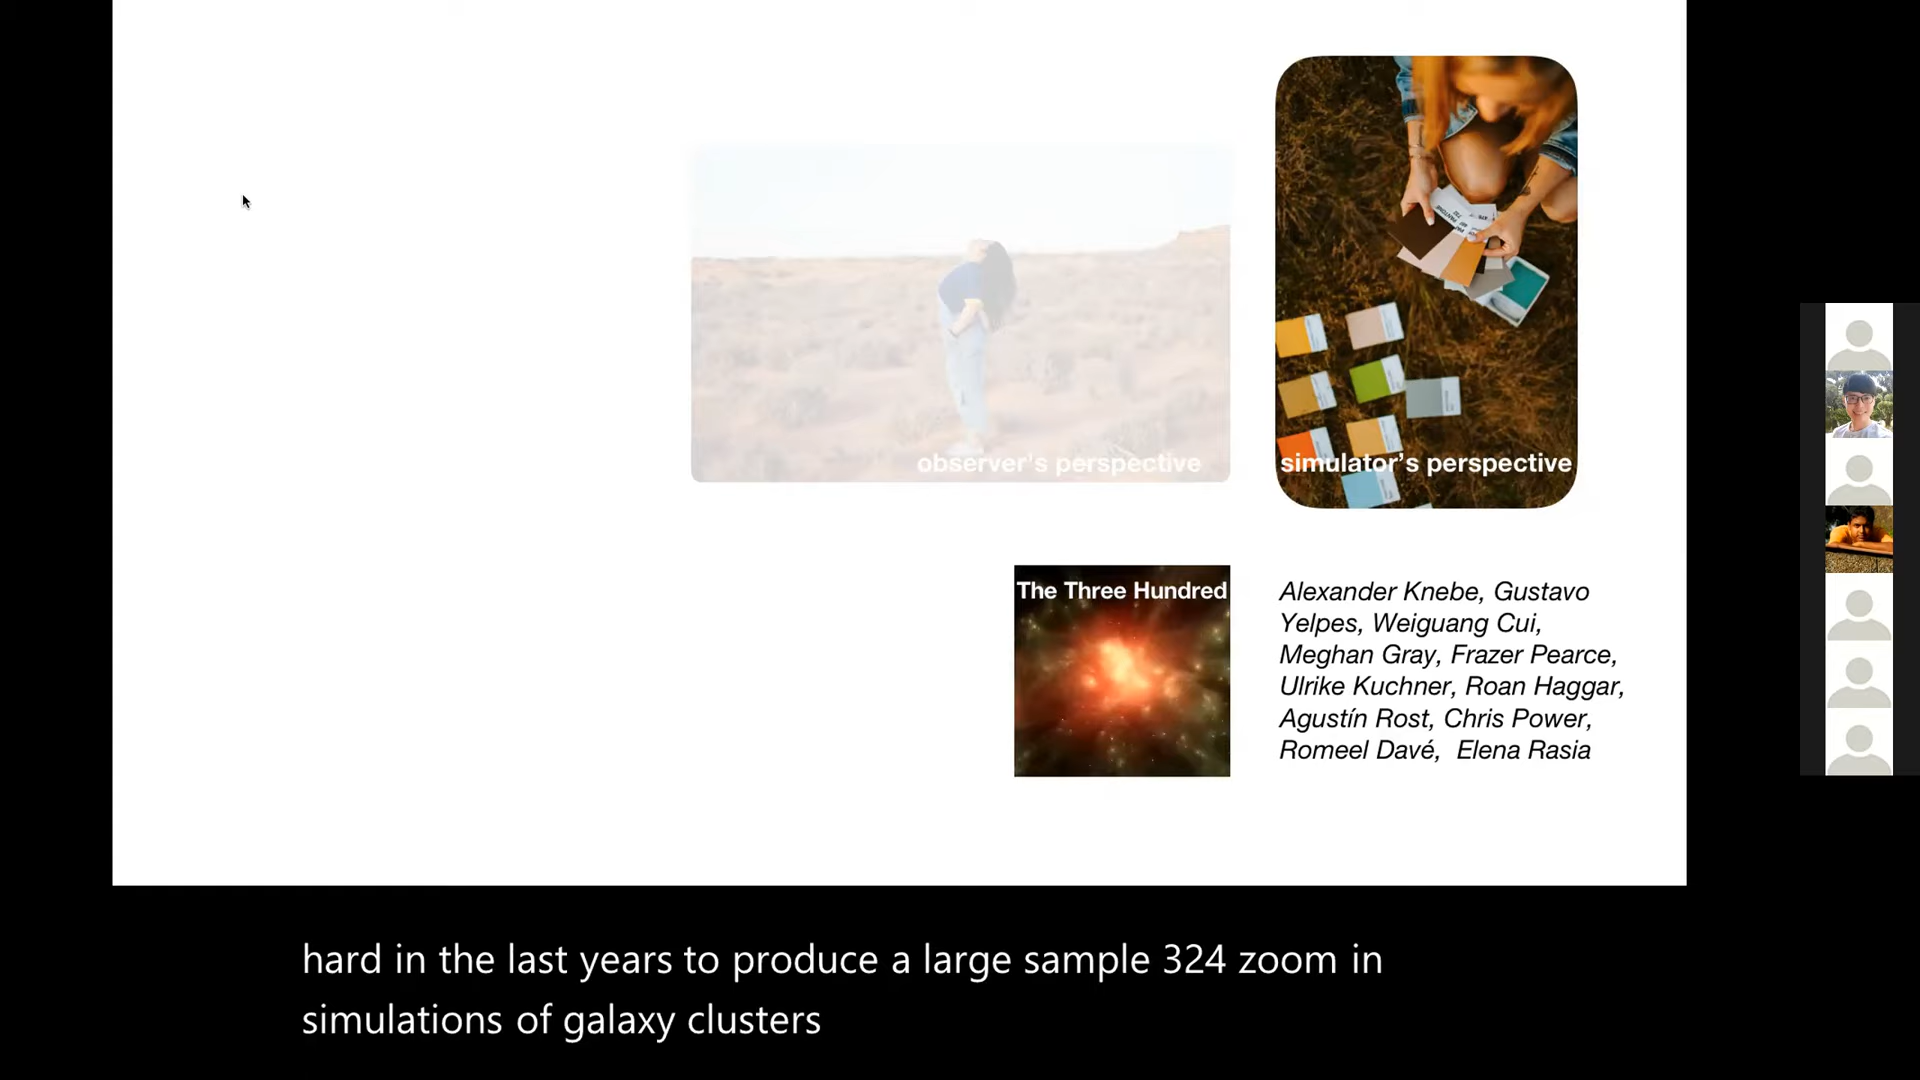 observer's perspective
simulator's perspective
The Three Hundred
Alexander Knebe, Gustavo
Yelpes, Weiguang Cui,
Meghan Gray, Frazer Pearce,
Ulrike Kuchner, Roan Haggar,
Agustín Rost, Chris Power,
Romeel Davé, Elena Rasia
hard in the last years to produce a large sample 324 zoom in
simulations of galaxy clusters